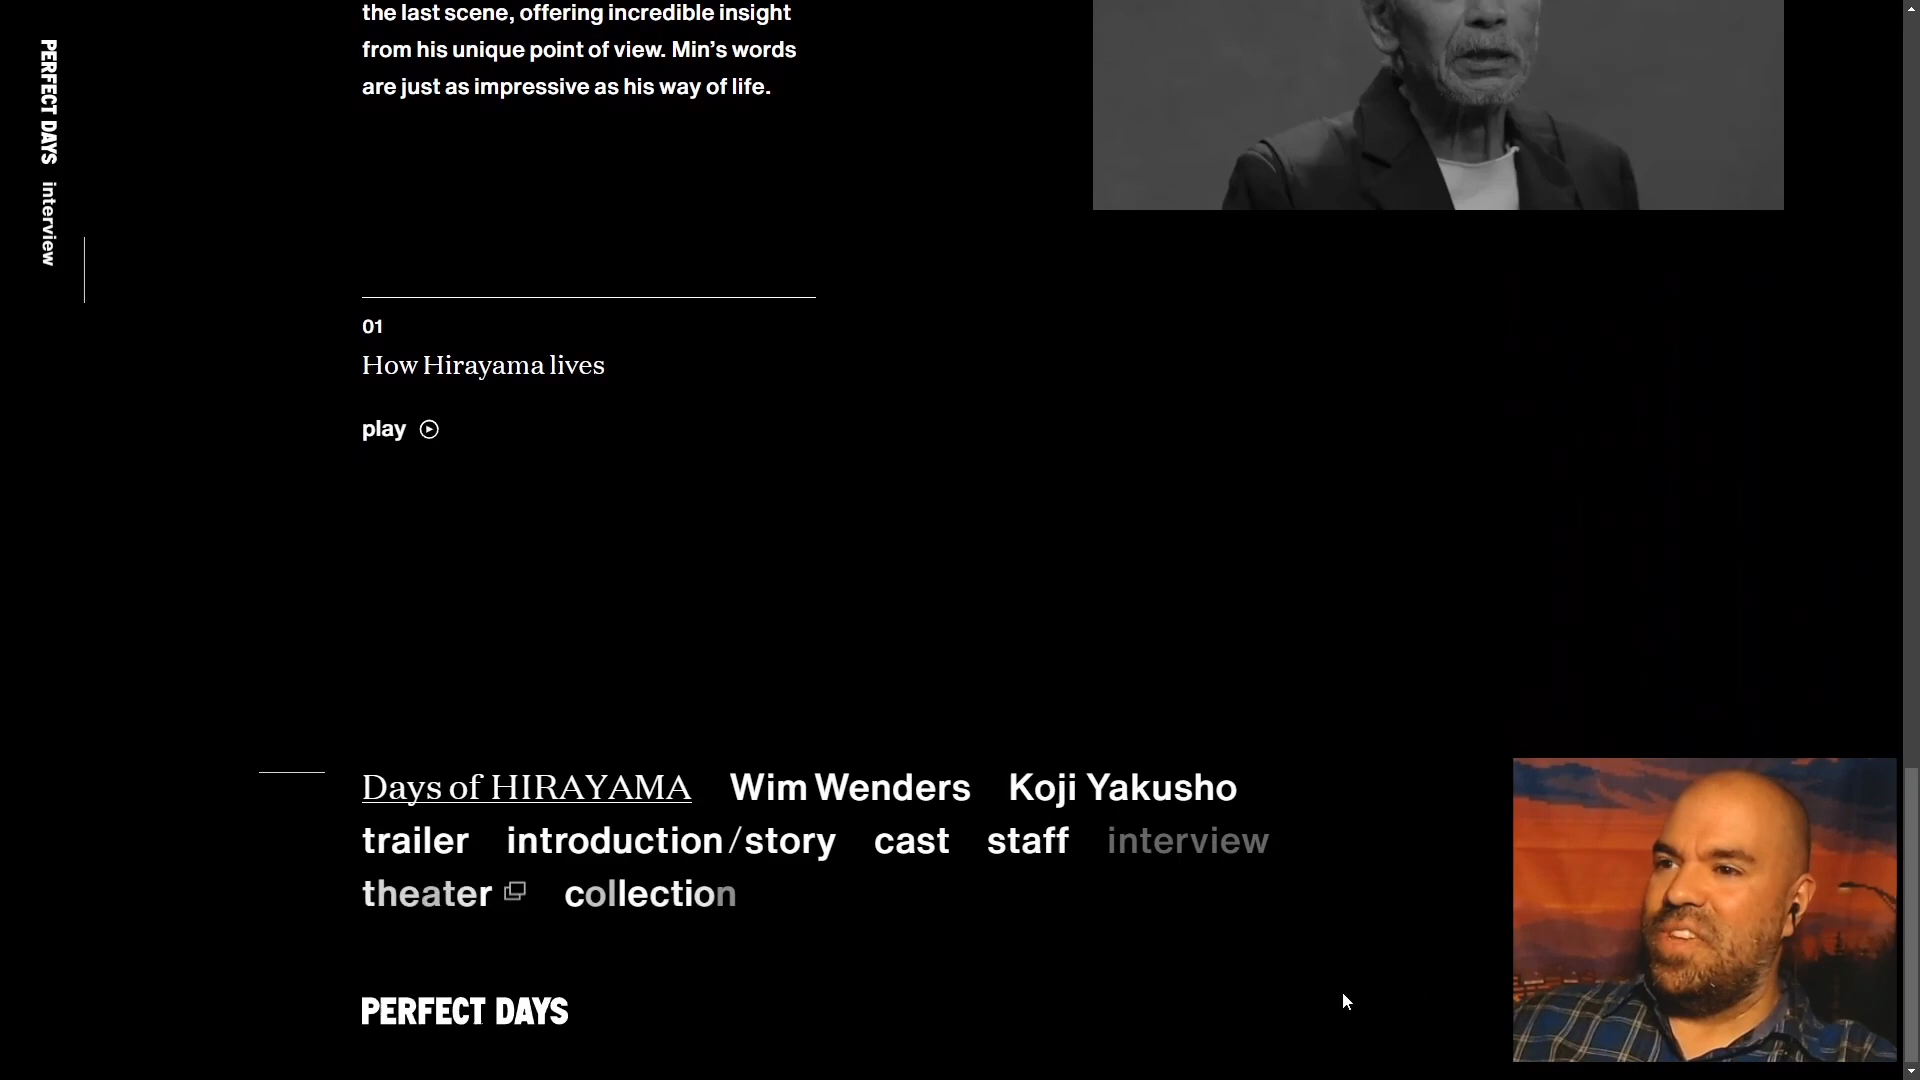 the last scene, offering incredible insight
from his unique point of view. Min’s words
are just as impressive as his way of life.
PERFECT DAYS interview
01
How Hirayama lives
play
Days of HIRAYAMA Wim Wenders Koji Yakusho
trailer introduction/story cast staff interview
theater collection
PERFECT DAYS